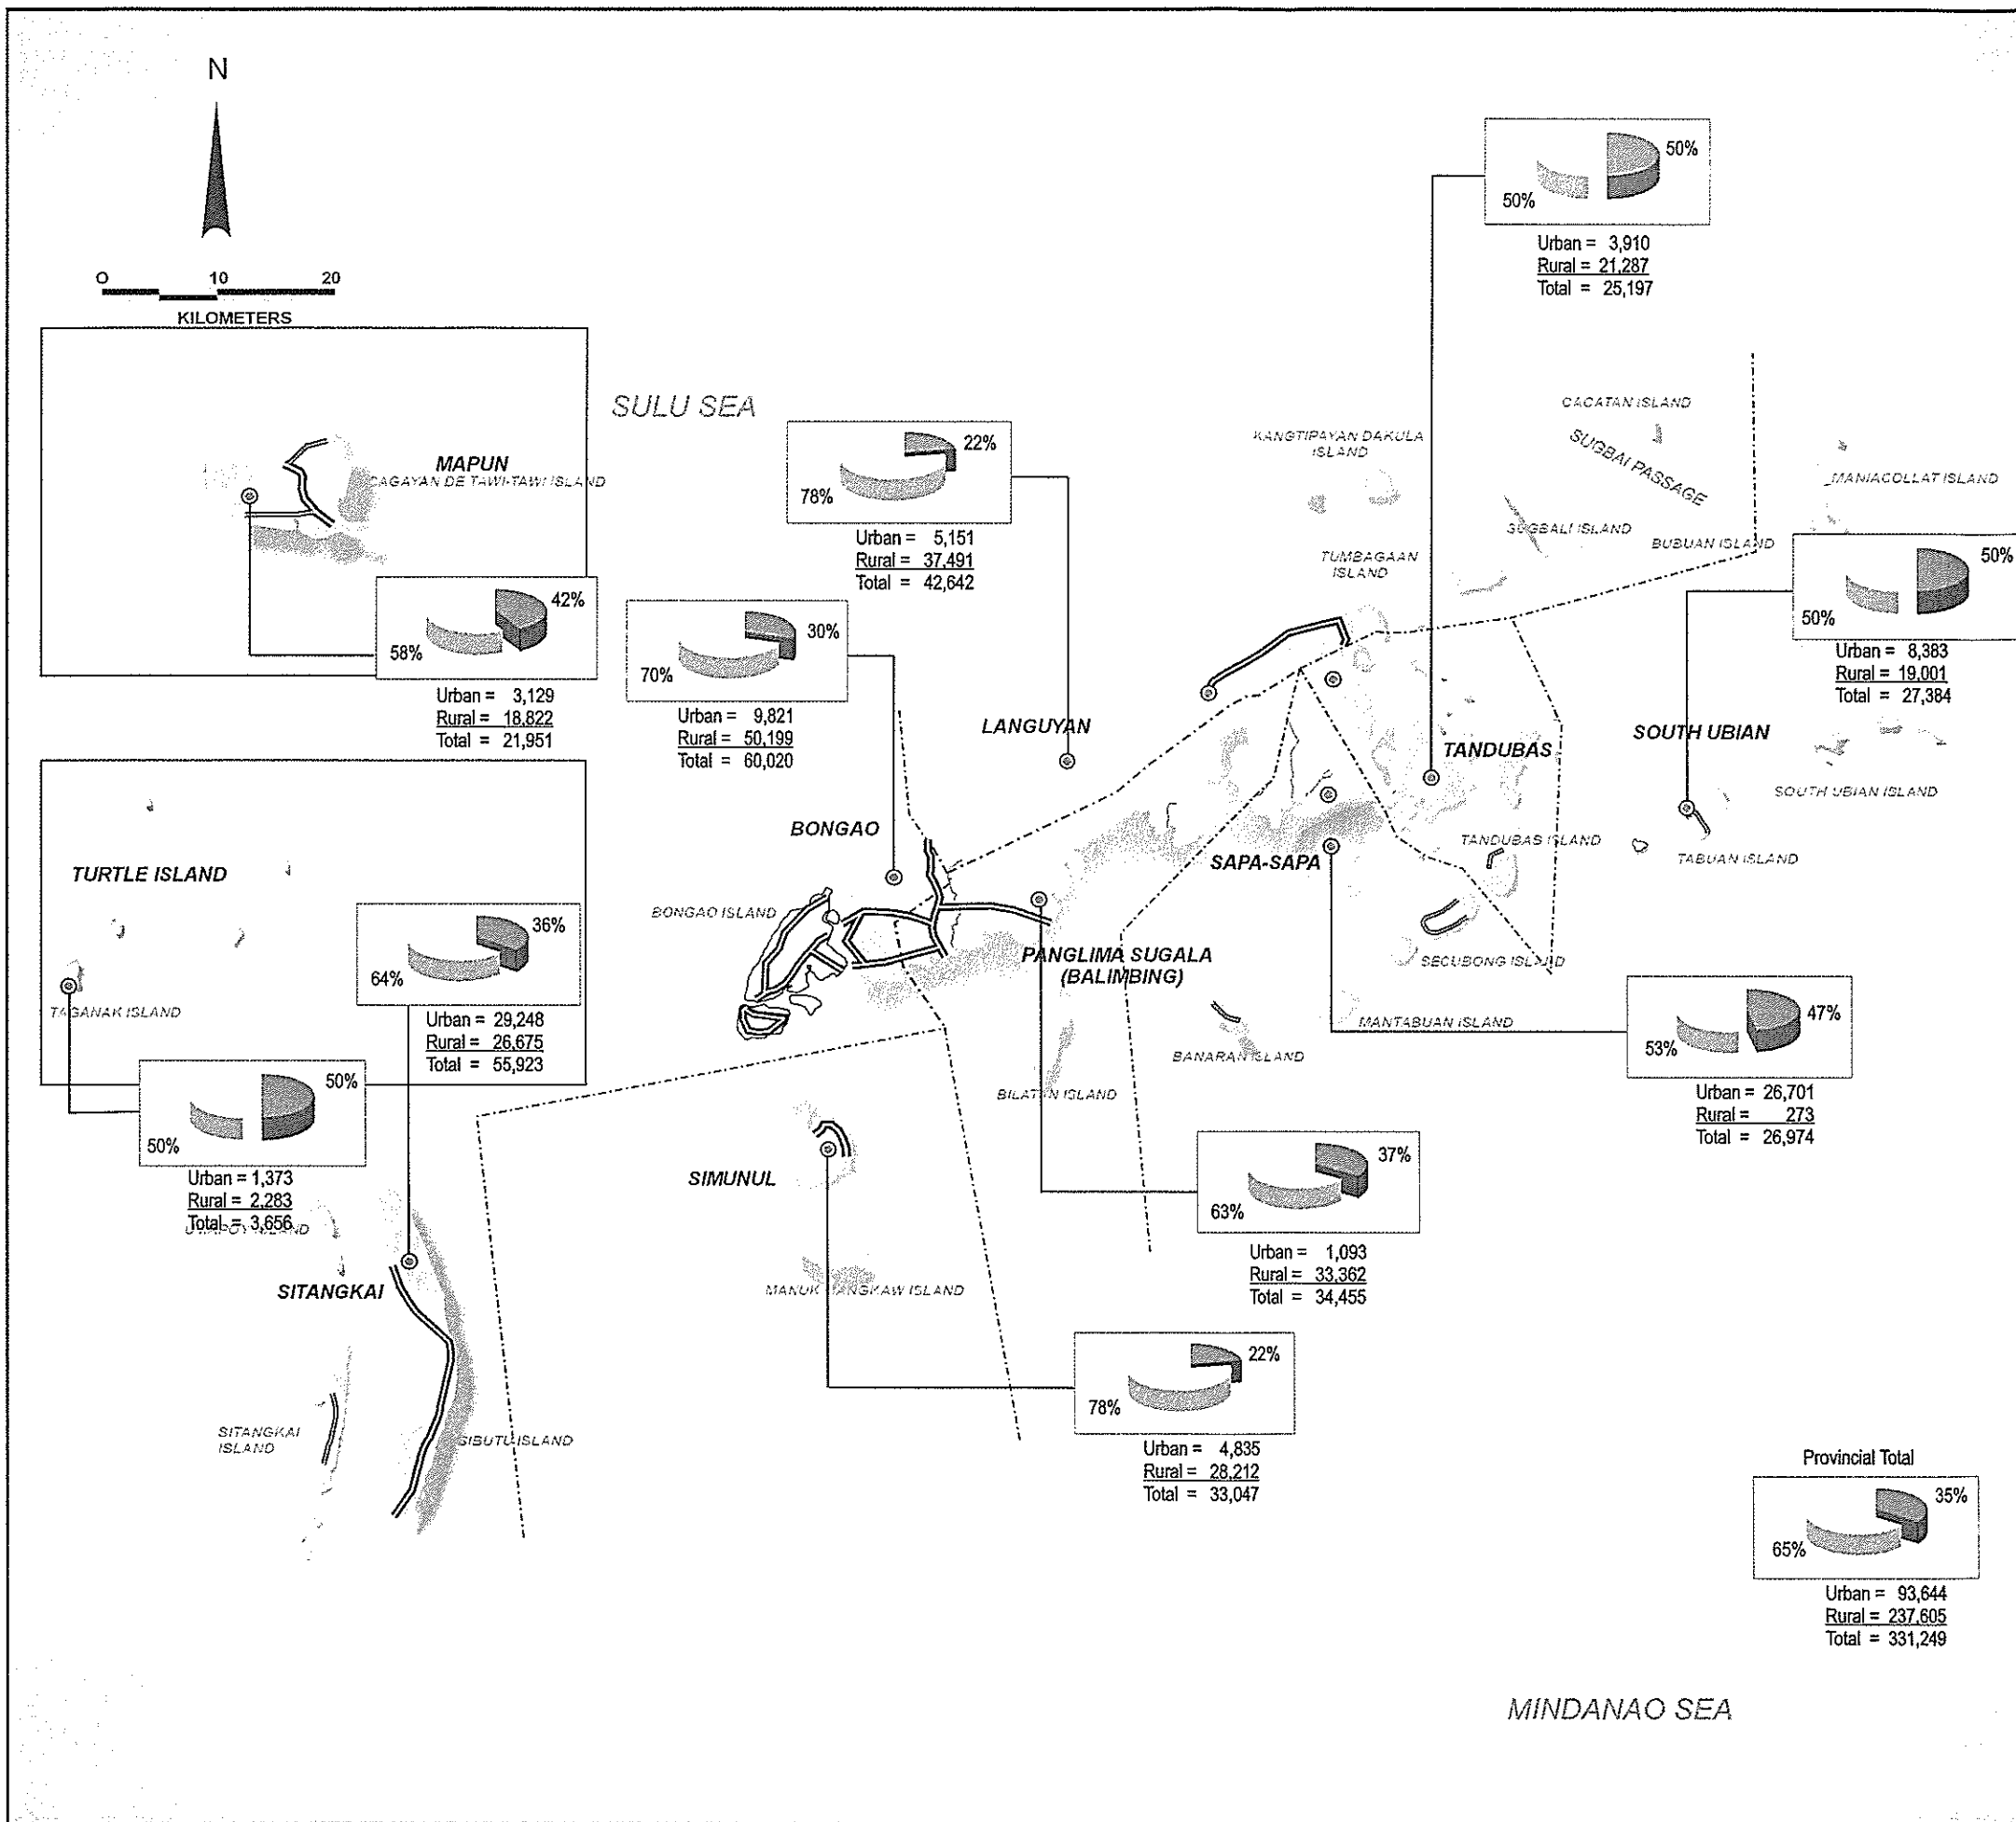 N
0 10 20
KILOMETERS
SULU SEA
MAPUN
CAGAYAN DE TAWI-TAWI ISLAND
42%
58%
Urban = 3,129
Rural = 18,822
Total = 21,951
22%
78%
Urban = 5,151
Rural = 37,491
Total = 42,642
30%
70%
Urban = 9,821
Rural = 50,199
Total = 60,020
50%
50%
Urban = 3,910
Rural = 21,287
Total = 25,197
CACATAN ISLAND
KANGTIPAYAN DAKULA
ISLAND
SUGBAI PASSAGE
MANIACOLLAT ISLAND
SUGBALI ISLAND
BUBUAN ISLAND
TUMBAGAAN
ISLAND
50%
50%
Urban = 8,383
Rural = 19,001
Total = 27,384
LANGUYAN
TANDUBAS
SOUTH UBIAN
SOUTH UBIAN ISLAND
TABUAN ISLAND
TANDUBAS ISLAND
BONGAO
SAPA-SAPA
BONGAO ISLAND
PANGLIMA SUGALA
(BALIMBING)
SECUBONG ISLAND
MANTABUAN ISLAND
BANARAN ISLAND
BILATAN ISLAND
47%
53%
Urban = 26,701
Rural = 273
Total = 26,974
TURTLE ISLAND
TAGANAK ISLAND
36%
64%
Urban = 29,248
Rural = 26,675
Total = 55,923
50%
50%
Urban = 1,373
Rural = 2,283
Total = 3,656
ISLAND
SITANGKAI
SITANGKAI
ISLAND
SIBUTU ISLAND
SIMUNUL
MANUK MANGKAW ISLAND
37%
63%
Urban = 1,093
Rural = 33,362
Total = 34,455
22%
78%
Urban = 4,835
Rural = 28,212
Total = 33,047
Provincial Total
35%
65%
Urban = 93,644
Rural = 237,605
Total = 331,249
MINDANAO SEA